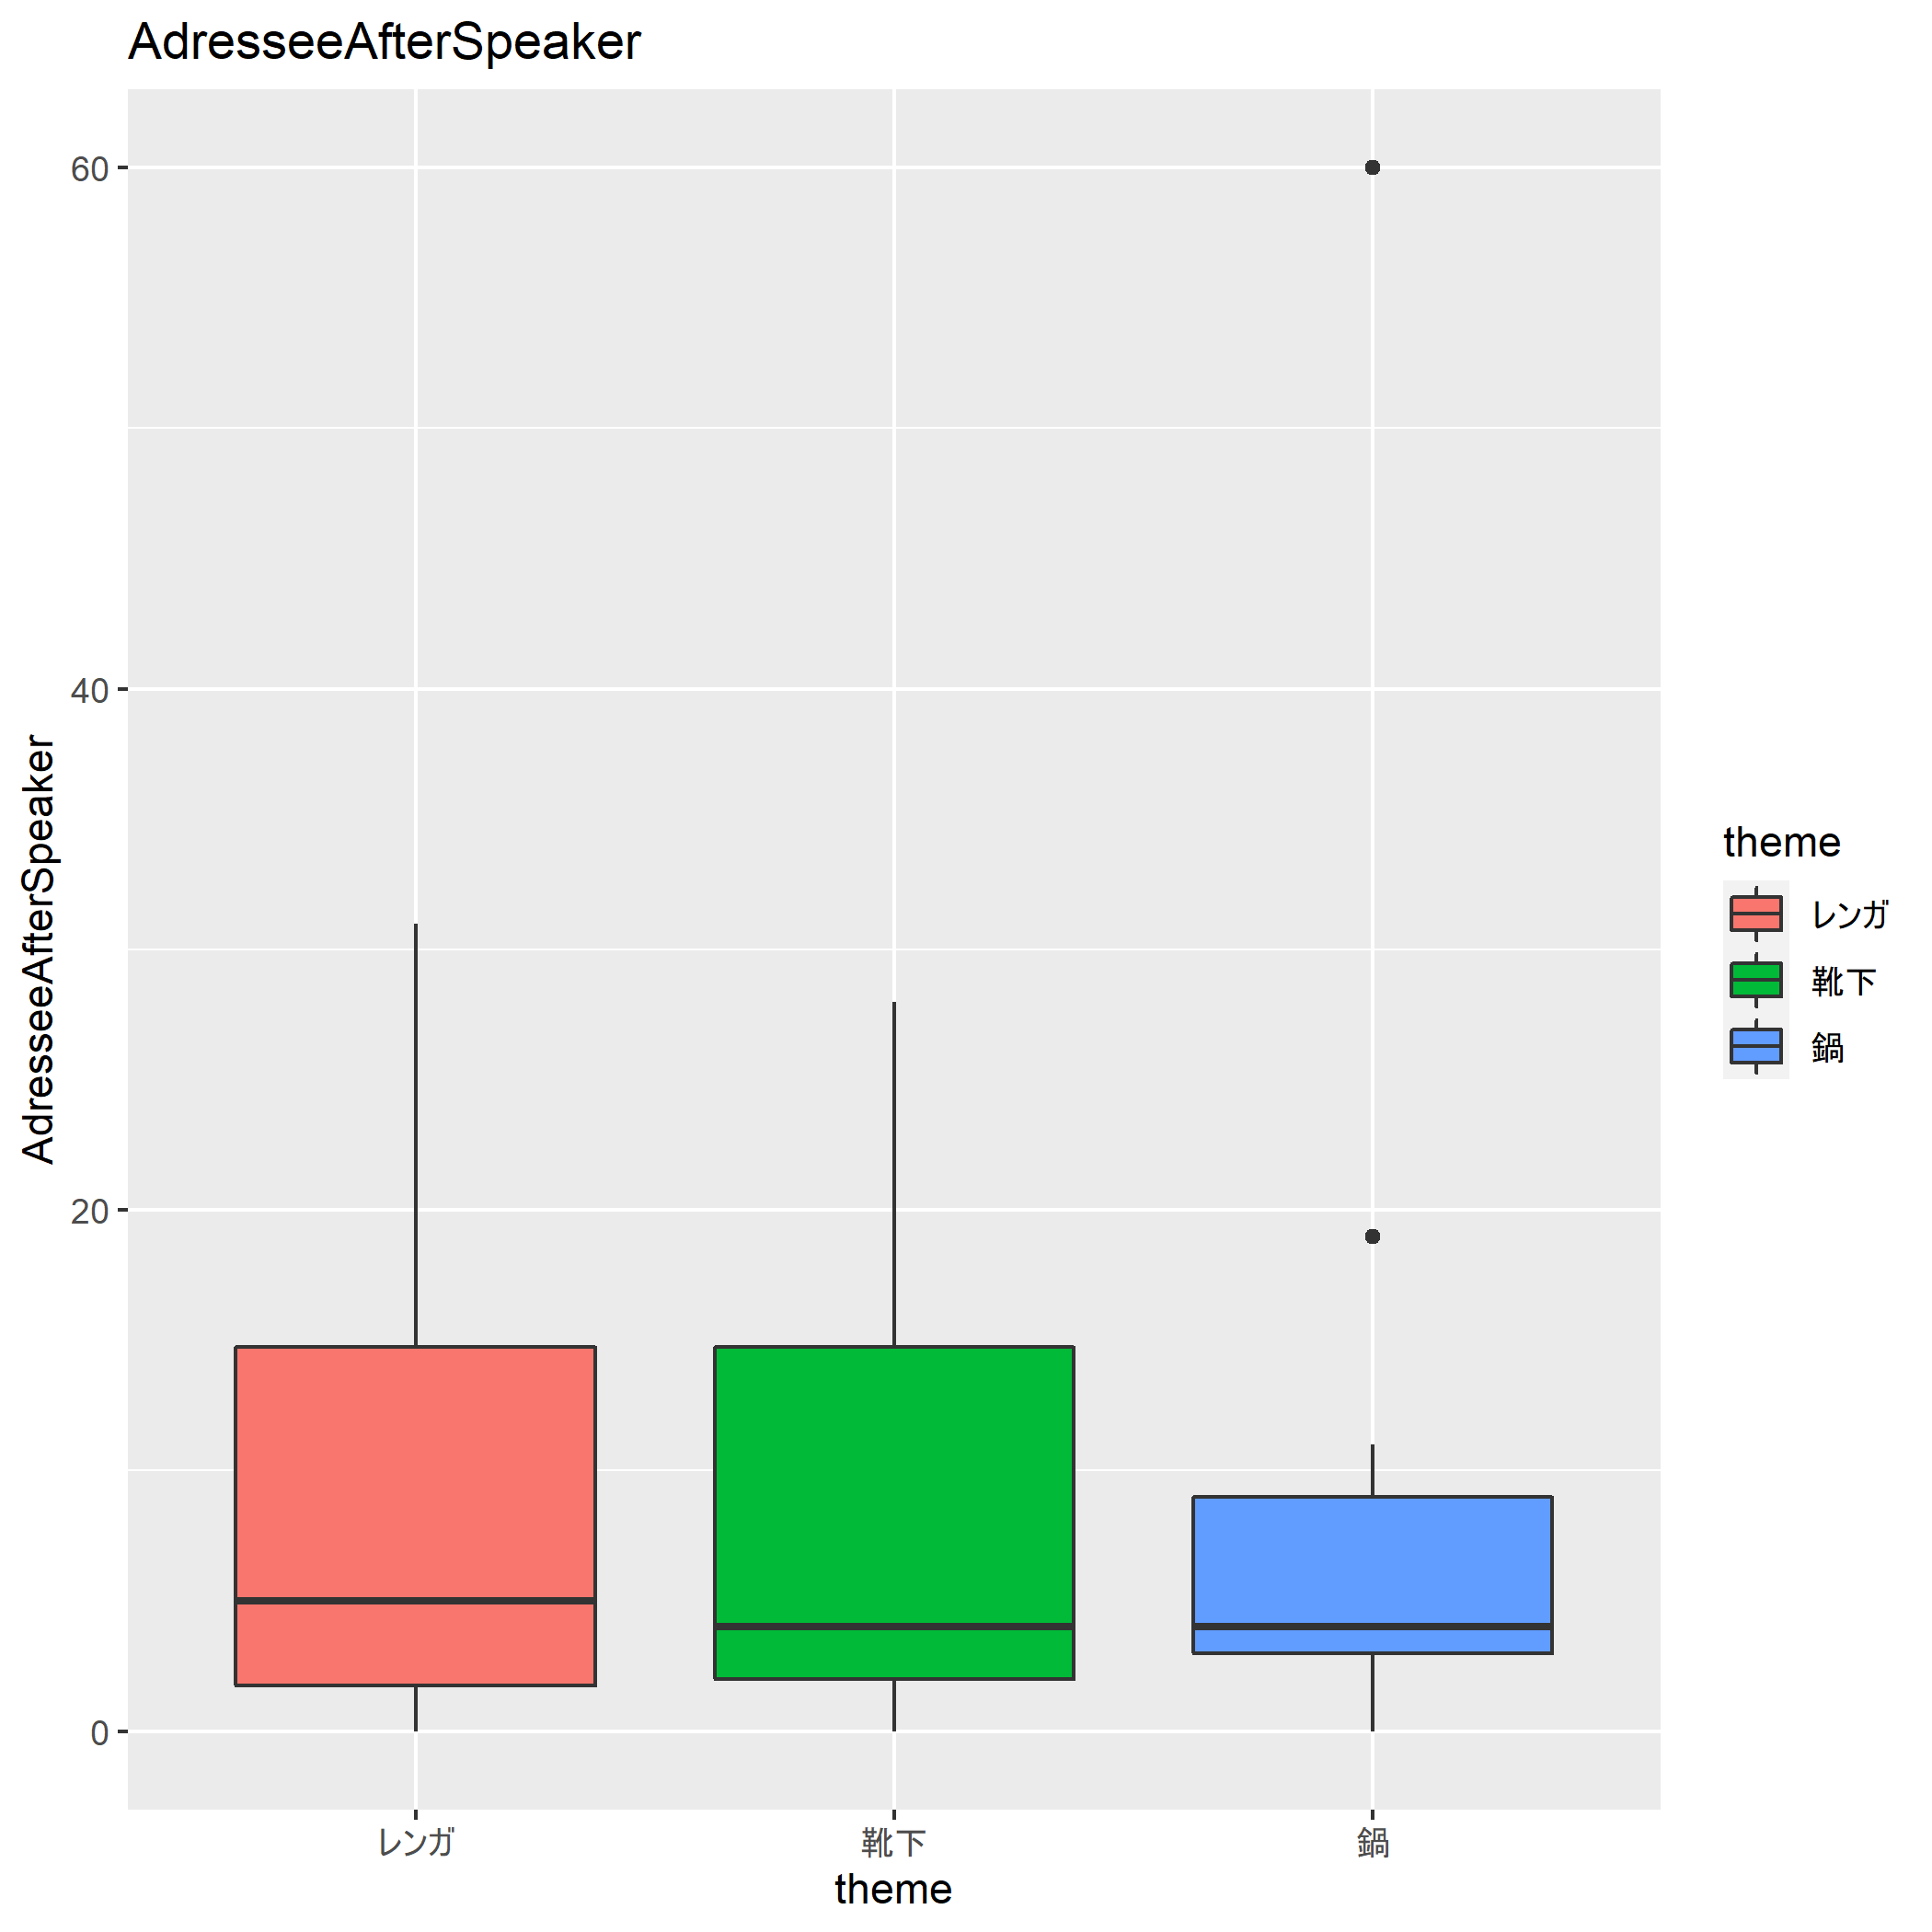 AdresseeAfterSpeaker
60
40
20
0
AdresseeAfterSpeaker
レンガ
靴下
鍋
theme
theme
レンガ
靴下
鍋